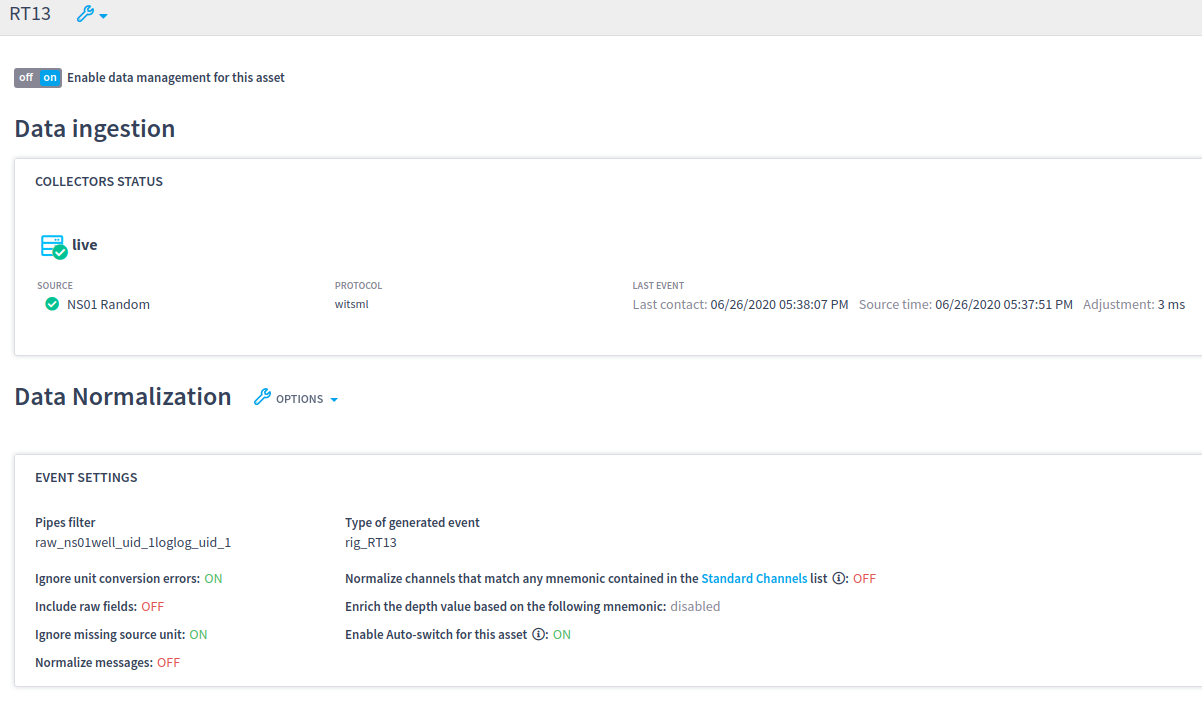 RT13
off on Enable data management for this asset
Data ingestion
COLLECTORS STATUS
live
SOURCE PROTOCOL LAST EVENT
NS01 Random witsml Last contact: 06/26/2020 05:38:07 PM Source time: 06/26/2020 05:37:51 PM Adjustment: 3 ms
Data Normalization OPTIONS
EVENT SETTINGS
Pipes filter Type of generated event
raw_ns01well_uid_1loglog_uid_1 rig_RT13
Ignore unit conversion errors: ON Normalize channels that match any mnemonic contained in the Standard Channels list ⓘ: OFF
Include raw fields: OFF Enrich the depth value based on the following mnemonic: disabled
Ignore missing source unit: ON Enable Auto-switch for this asset ⓘ: ON
Normalize messages: OFF